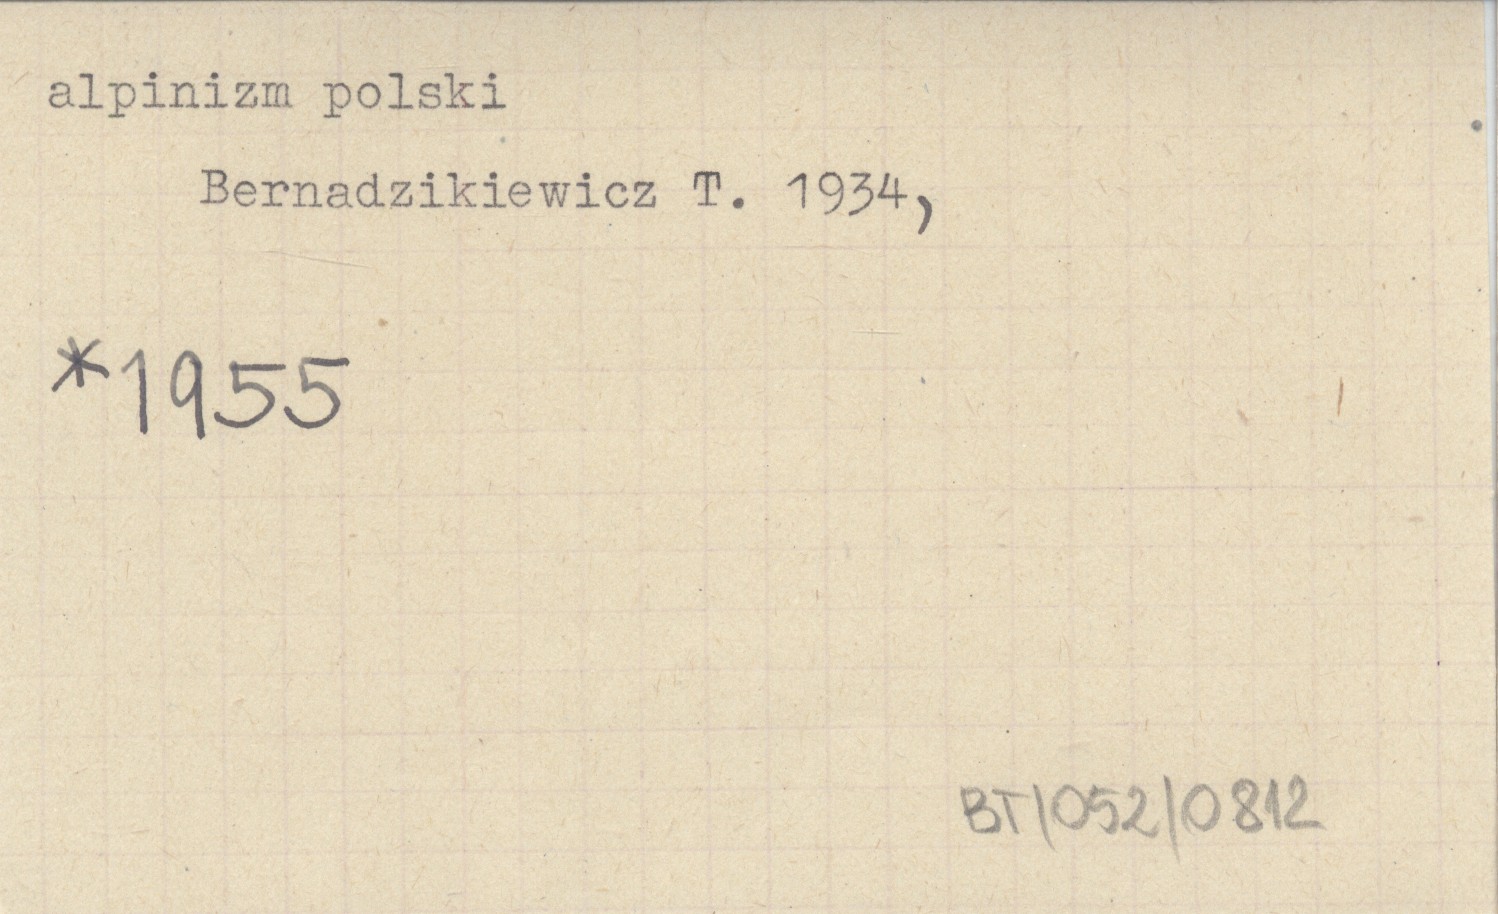 alpinizm polski
Bernadzikiewicz T. 1934,
*1955
BT/052/0812